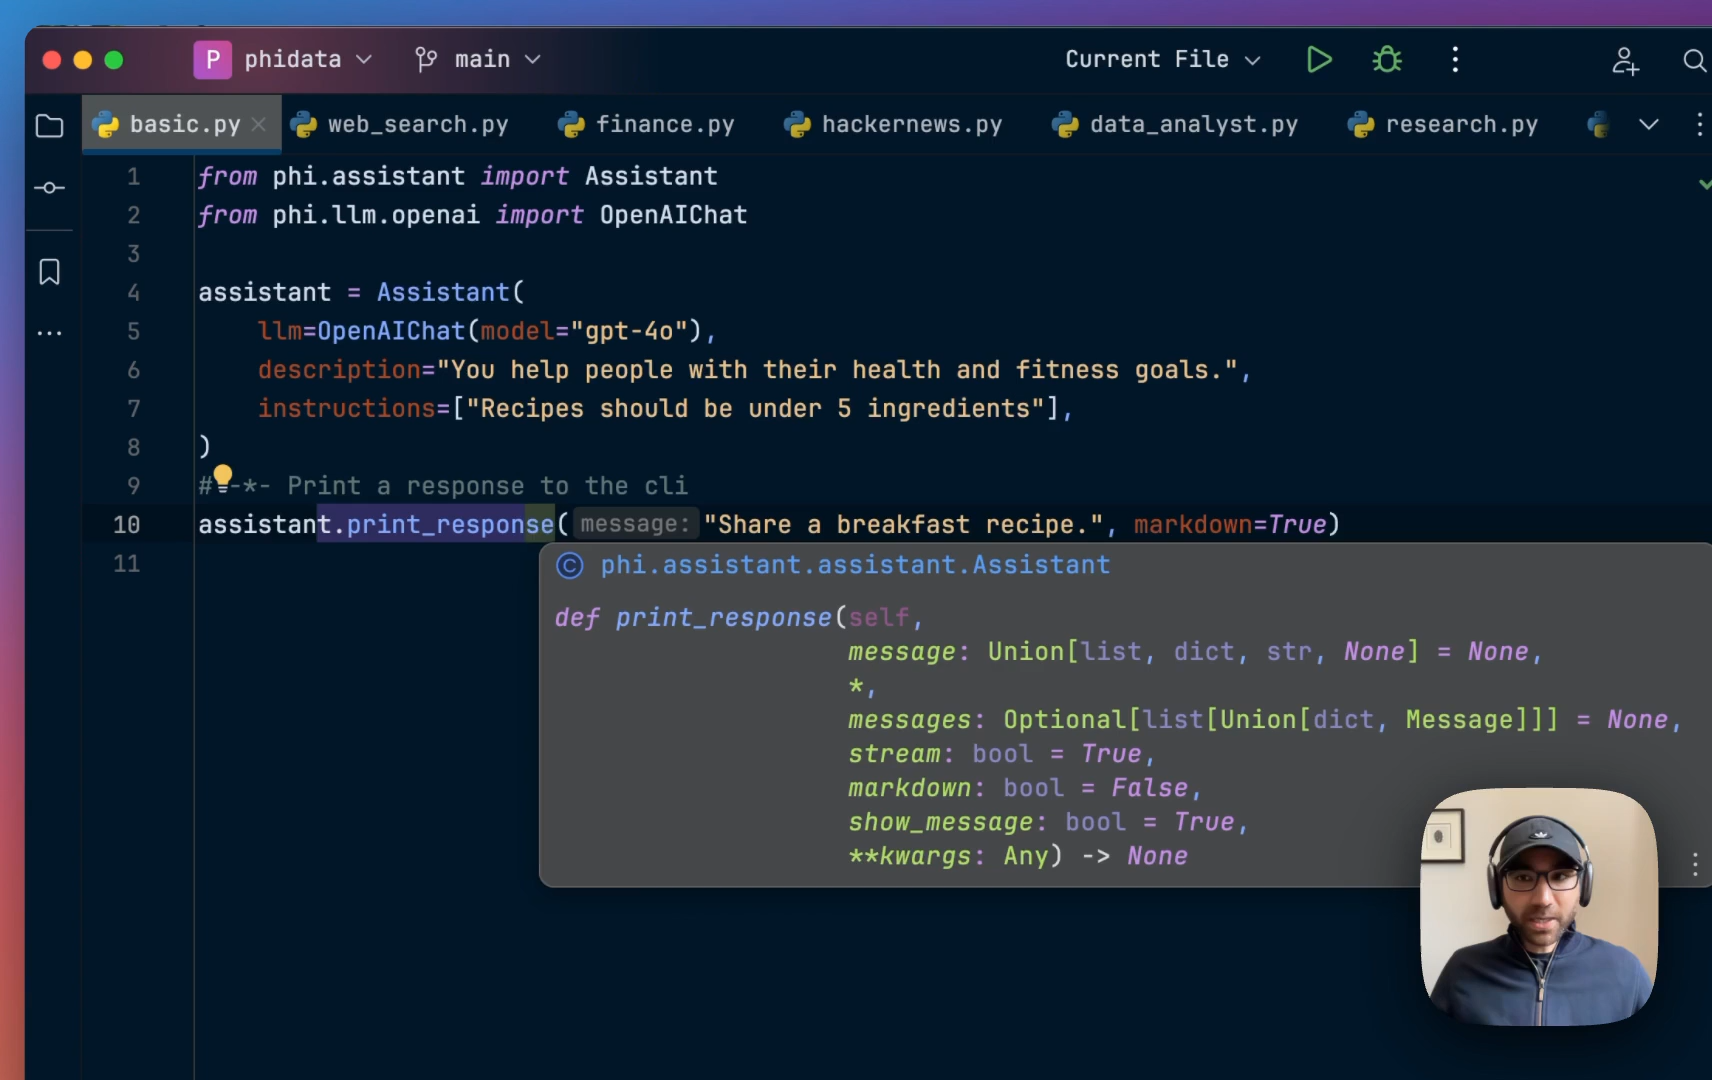 P phidata main Current File
basic.py web_search.py finance.py hackernews.py data_analyst.py research.py
1 from phi.assistant import Assistant
2 from phi.llm.openai import OpenAIChat
3
4 assistant = Assistant(
5 llm=OpenAIChat(model="gpt-4o"),
6 description="You help people with their health and fitness goals.",
7 instructions=["Recipes should be under 5 ingredients"],
8 )
9 # -*- Print a response to the cli
10 assistant.print_response(message: "Share a breakfast recipe.", markdown=True)
11
C phi.assistant.assistant.Assistant
def print_response(self,
message: Union[list, dict, str, None] = None,
*,
messages: Optional[list[Union[dict, Message]]] = None,
stream: bool = True,
markdown: bool = False,
show_message: bool = True,
**kwargs: Any) -> None